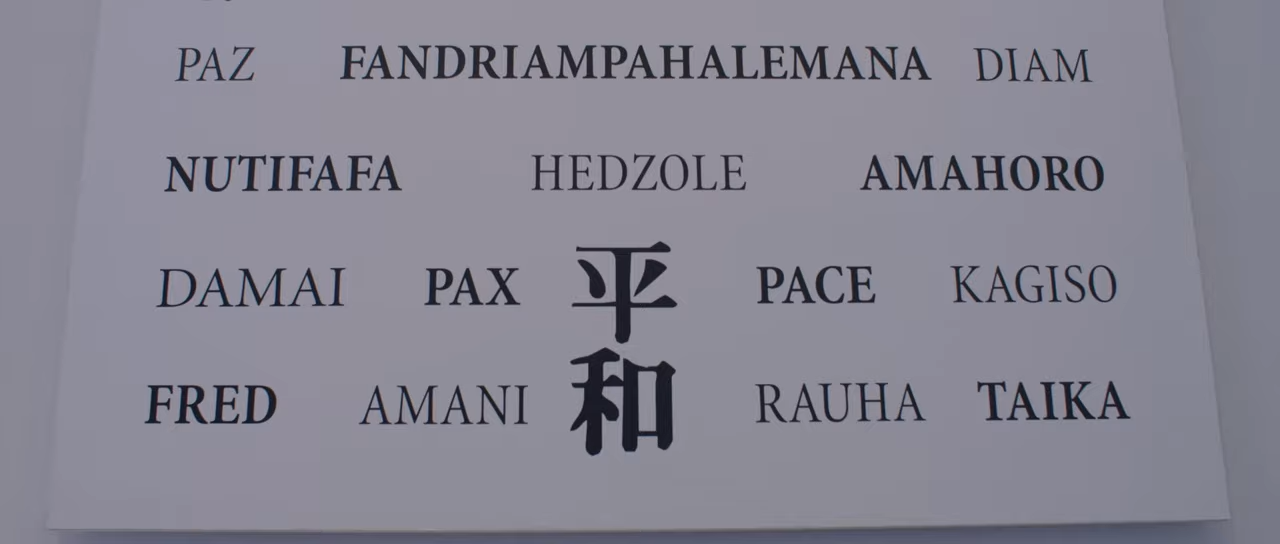 PAZ FANDRIAMPAHALEMANA DIAM
NUTIFAFA HEDZOLE AMAHORO
DAMAI PAX 平和 PACE KAGISO
FRED AMANI RAUHA TAIKA